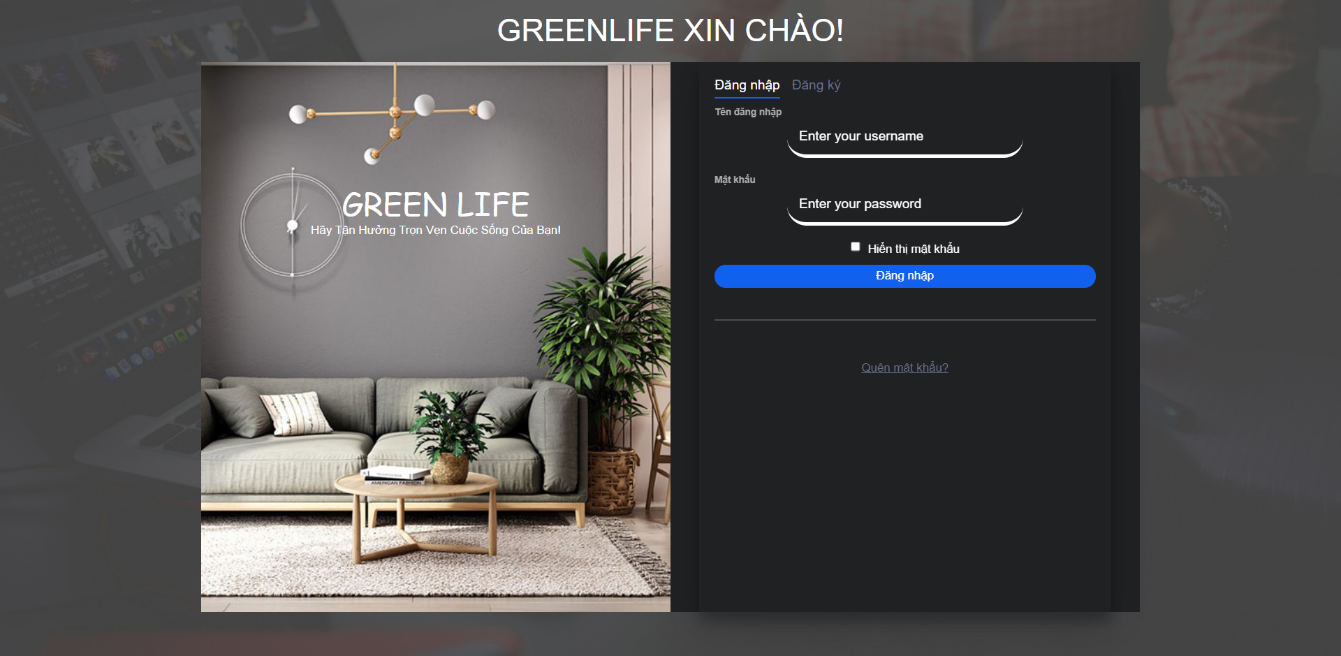 GREENLIFE XIN CHÀO!
GREEN LIFE
Hãy Tận Hưởng Trọn Vẹn Cuộc Sống Của Bạn!
AMERICAN FASHION
Đăng nhập Đăng ký
Tên đăng nhập
Enter your username
Mật khẩu
Enter your password
Hiển thị mật khẩu
Đăng nhập
Quên mật khẩu?